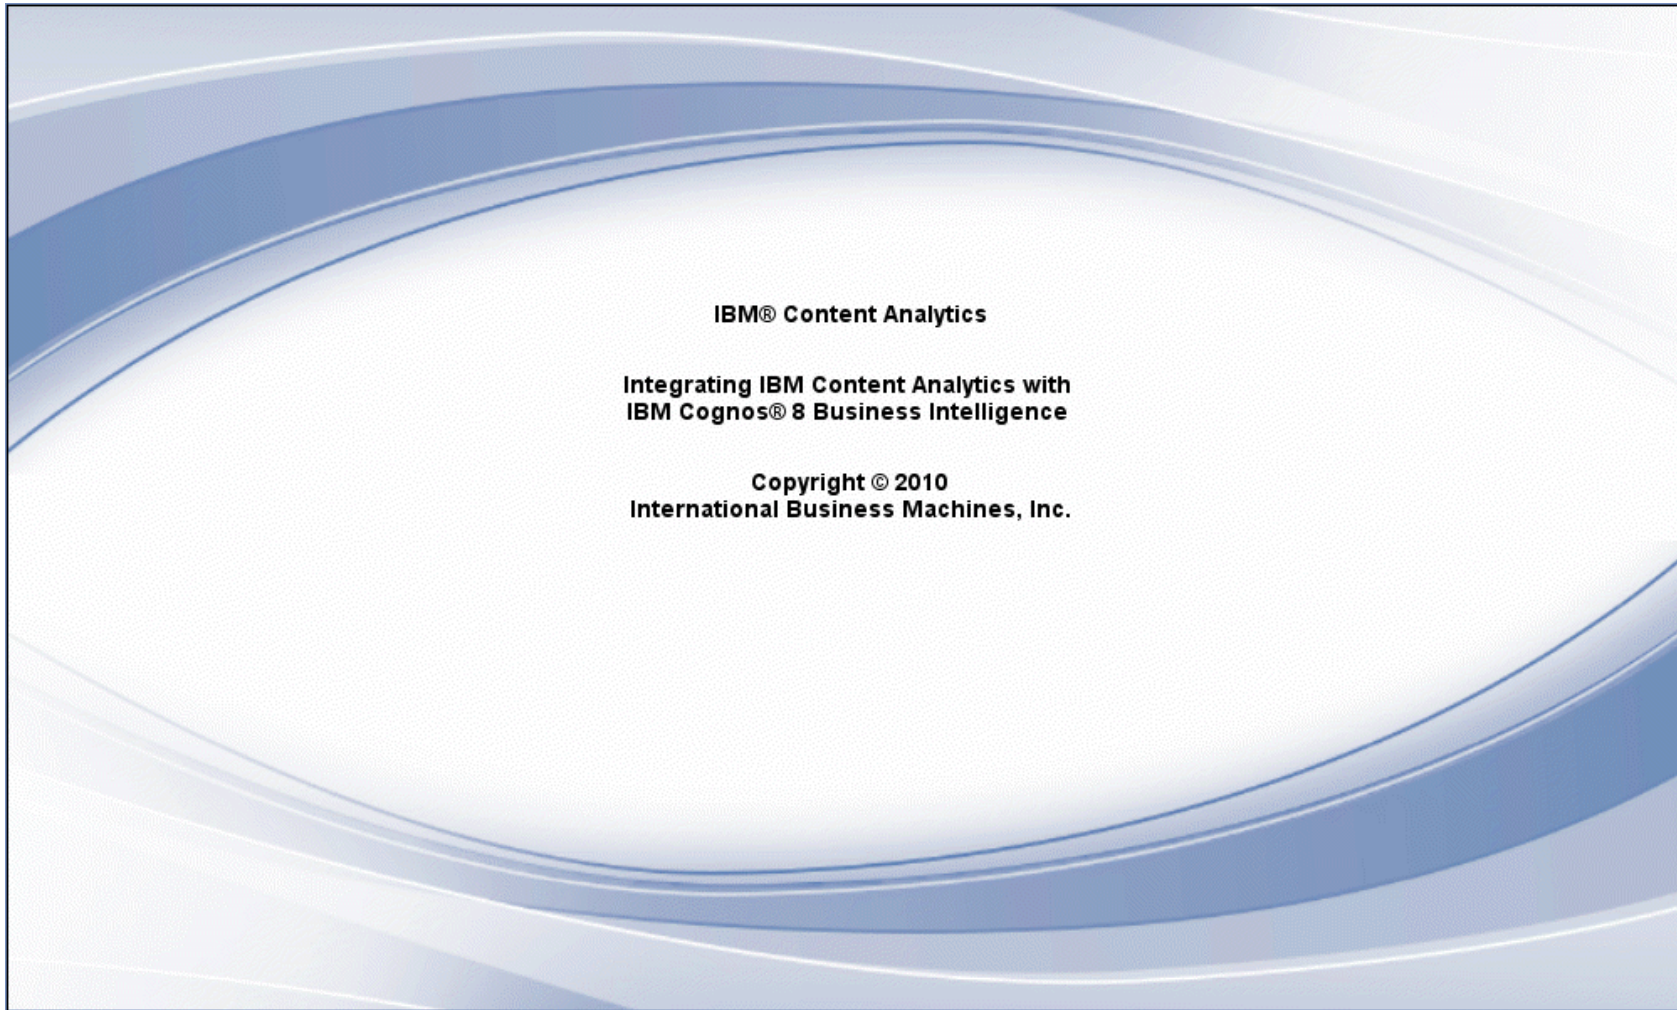 IBM® Content Analytics
Integrating IBM Content Analytics with
IBM Cognos® 8 Business Intelligence
Copyright © 2010
International Business Machines, Inc.